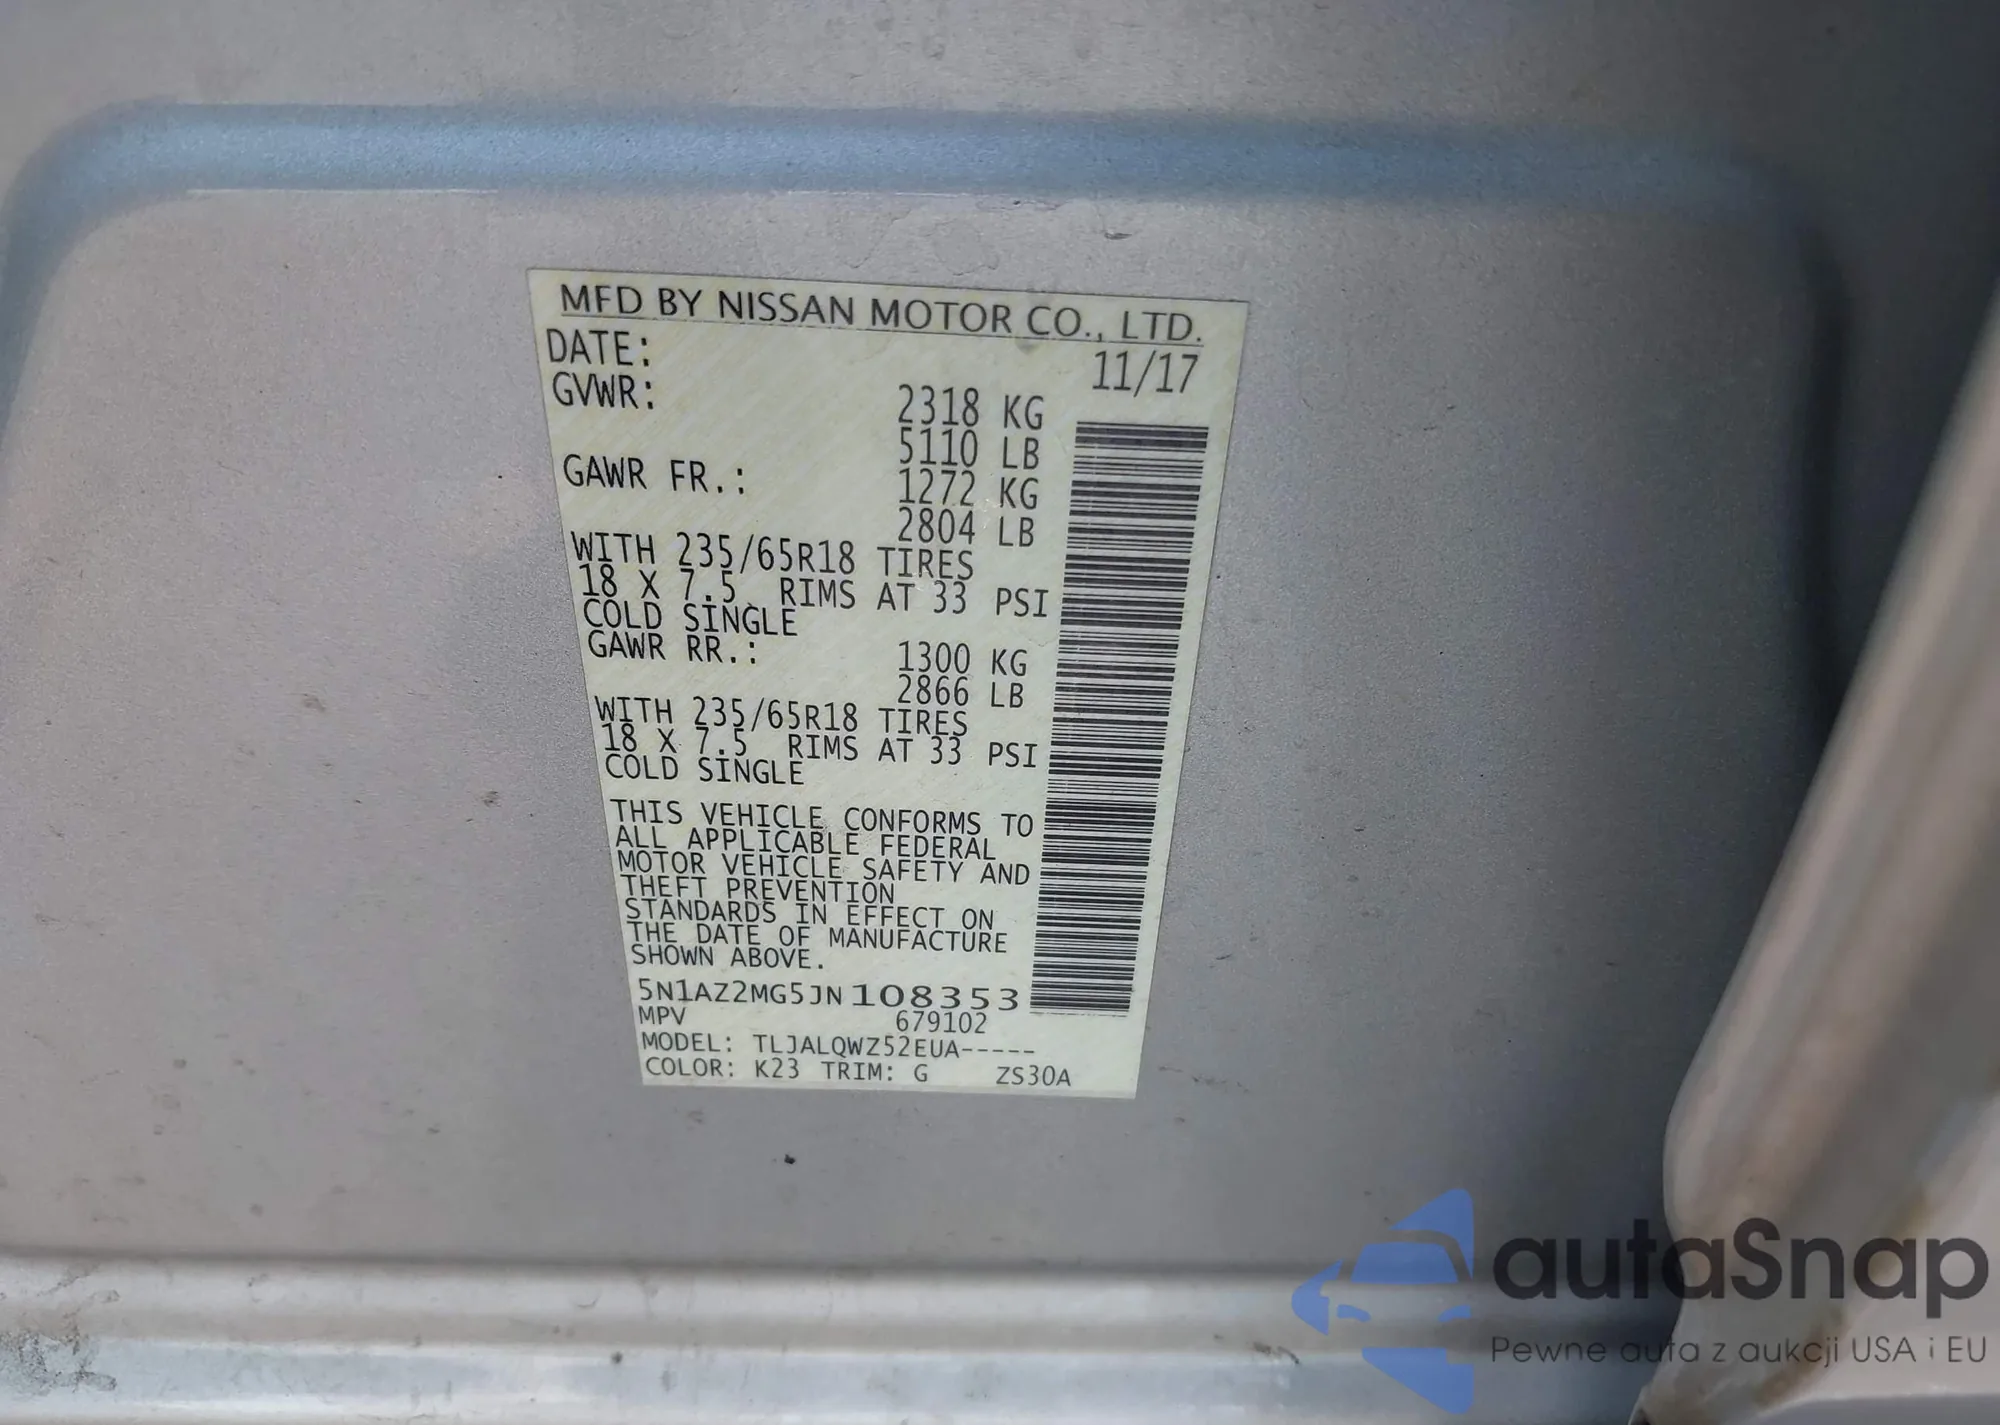 MFD BY NISSAN MOTOR CO., LTD.
DATE: 11/17
GVWR: 2318 KG
5110 LB
GAWR FR.: 1272 KG
2804 LB
WITH 235/65R18 TIRES
18 X 7.5 RIMS AT 33 PSI
COLD SINGLE
GAWR RR.: 1300 KG
2866 LB
WITH 235/65R18 TIRES
18 X 7.5 RIMS AT 33 PSI
COLD SINGLE
THIS VEHICLE CONFORMS TO
ALL APPLICABLE FEDERAL
MOTOR VEHICLE SAFETY AND
THEFT PREVENTION
STANDARDS IN EFFECT ON
THE DATE OF MANUFACTURE
SHOWN ABOVE.
5N1AZ2MG5JN108353
MPV 679102
MODEL: TLJALQWZ52EUA-----
COLOR: K23 TRIM: G ZS30A
autaSnap
Pewne auta z aukcji USA i EU